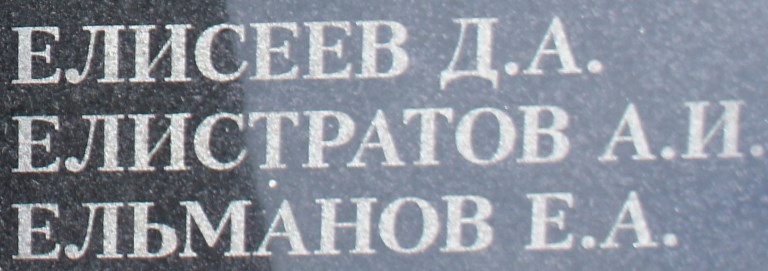 ЕЛИСЕЕВ Д.А.
ЕЛИСТРАТОВ А.И.
ЕЛЬМАНОВ Е.А.